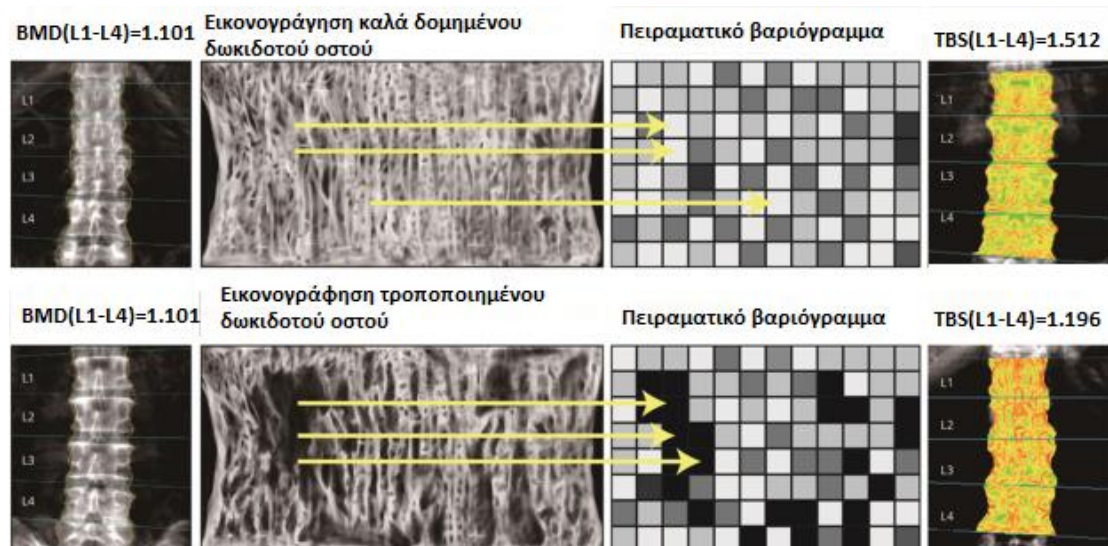 BMD(L1-L4)=1.101
Εικονογράγηση καλά δομημένου
δωκιδοτού οστού
Πειραματικό βαριόγραμμα
TBS(L1-L4)=1.512
L1
L2
L3
L4
L1
L2
L3
L4
BMD(L1-L4)=1.101
Εικονογράφηση τροποποιημένου
δωκιδοτού οστού
Πειραματικό βαριόγραμμα
TBS(L1-L4)=1.196
L1
L2
L3
L4
L1
L2
L3
L4